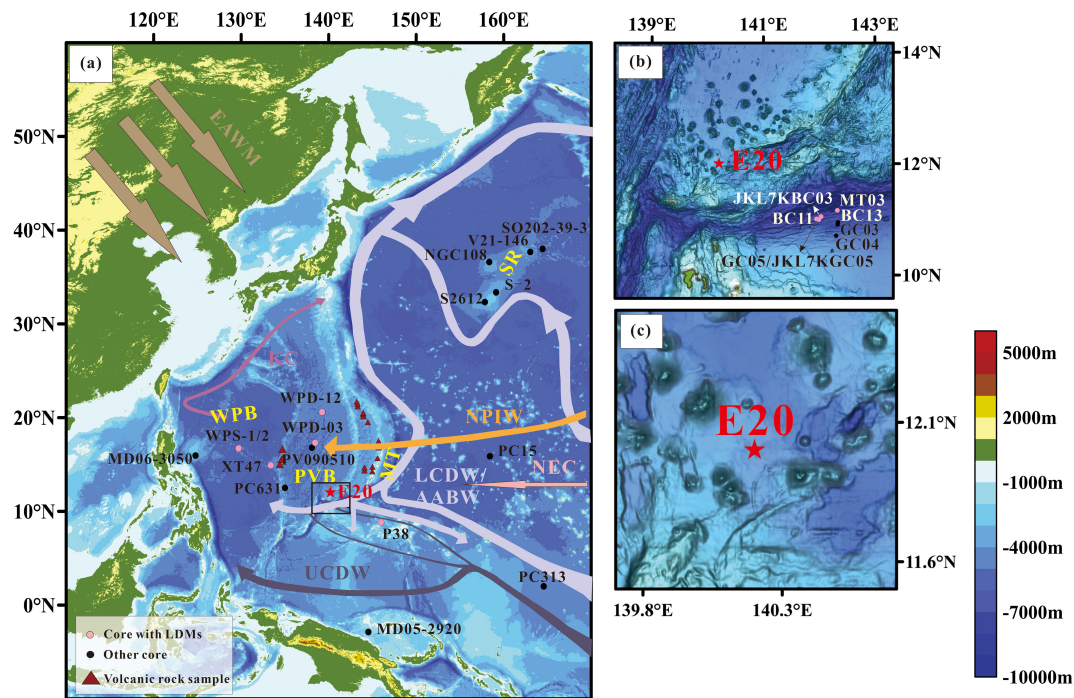 120°E 130°E 140°E 150°E 160°E
(a)
50°N
40°N
30°N
20°N
10°N
0°N
EAWM
SO202-39-3
V21-146
NGC108
SR
S-2
S2612
KC
WPD-12
WPB
WPD-03
NPIW
WPS-1/2
MD06-3050
PV090510
MT
PC15
XT47
PVB
LCDW/
AABW
NEC
PC631
E20
P38
UCDW
PC313
MD05-2920
Core with LDMs
Other core
Volcanic rock sample
139°E 141°E 143°E
(b)
14°N
12°N
10°N
E20
JKL7KBC03
MT03
BC11
BC13
GC03
GC04
GC05/JKL7KGC05
(c)
E20
12.1°N
11.6°N
139.8°E 140.3°E
5000m
2000m
-1000m
-4000m
-7000m
-10000m